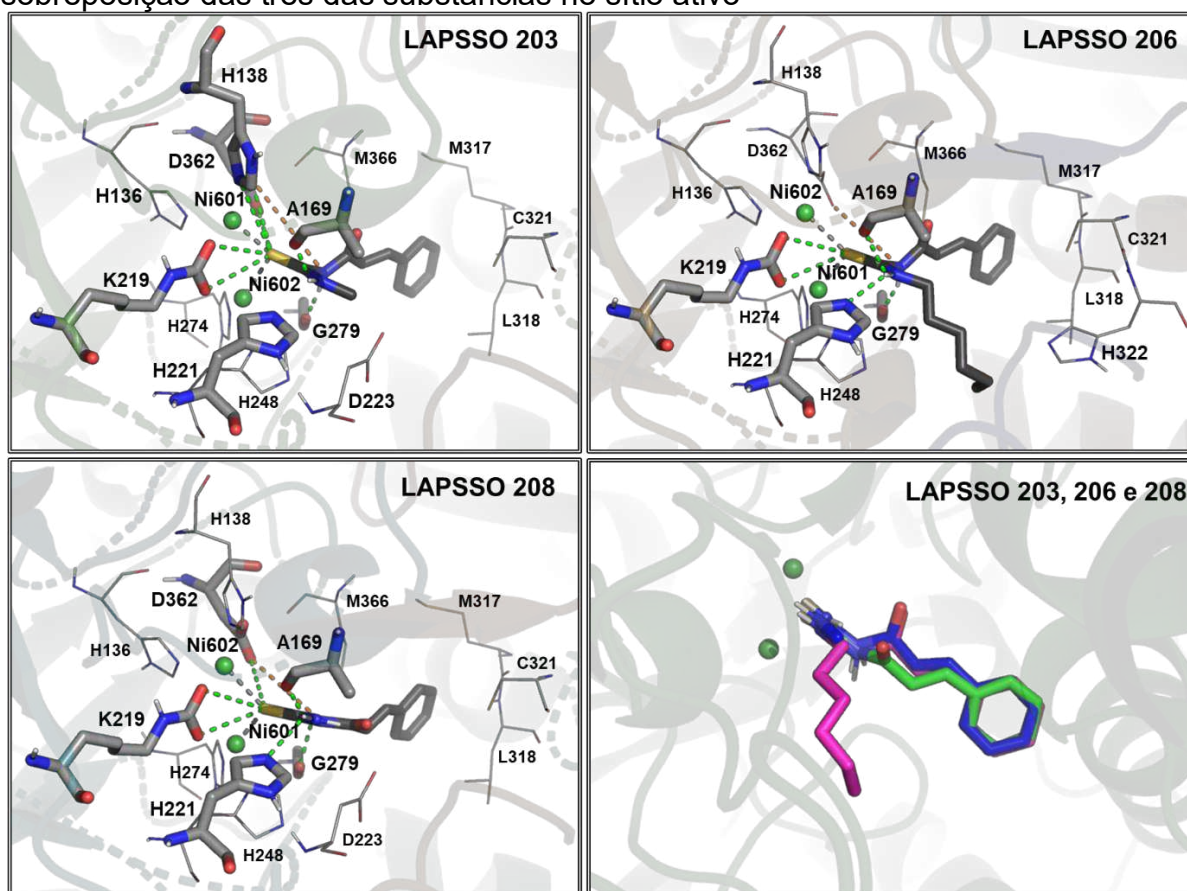 sobreposição das três das substâncias no sítio ativo
LAPSSO 203
H138
D362
M366
M317
H136
Ni601
A169
C321
K219
Ni602
H274
G279
L318
H221
H248
D223
LAPSSO 206
H138
D362
M366
M317
H136
Ni602
A169
C321
K219
Ni601
H274
G279
L318
H221
H322
H248
LAPSSO 208
H138
D362
M366
M317
H136
Ni602
A169
C321
K219
Ni601
H274
G279
L318
H221
D223
H248
LAPSSO 203, 206 e 208